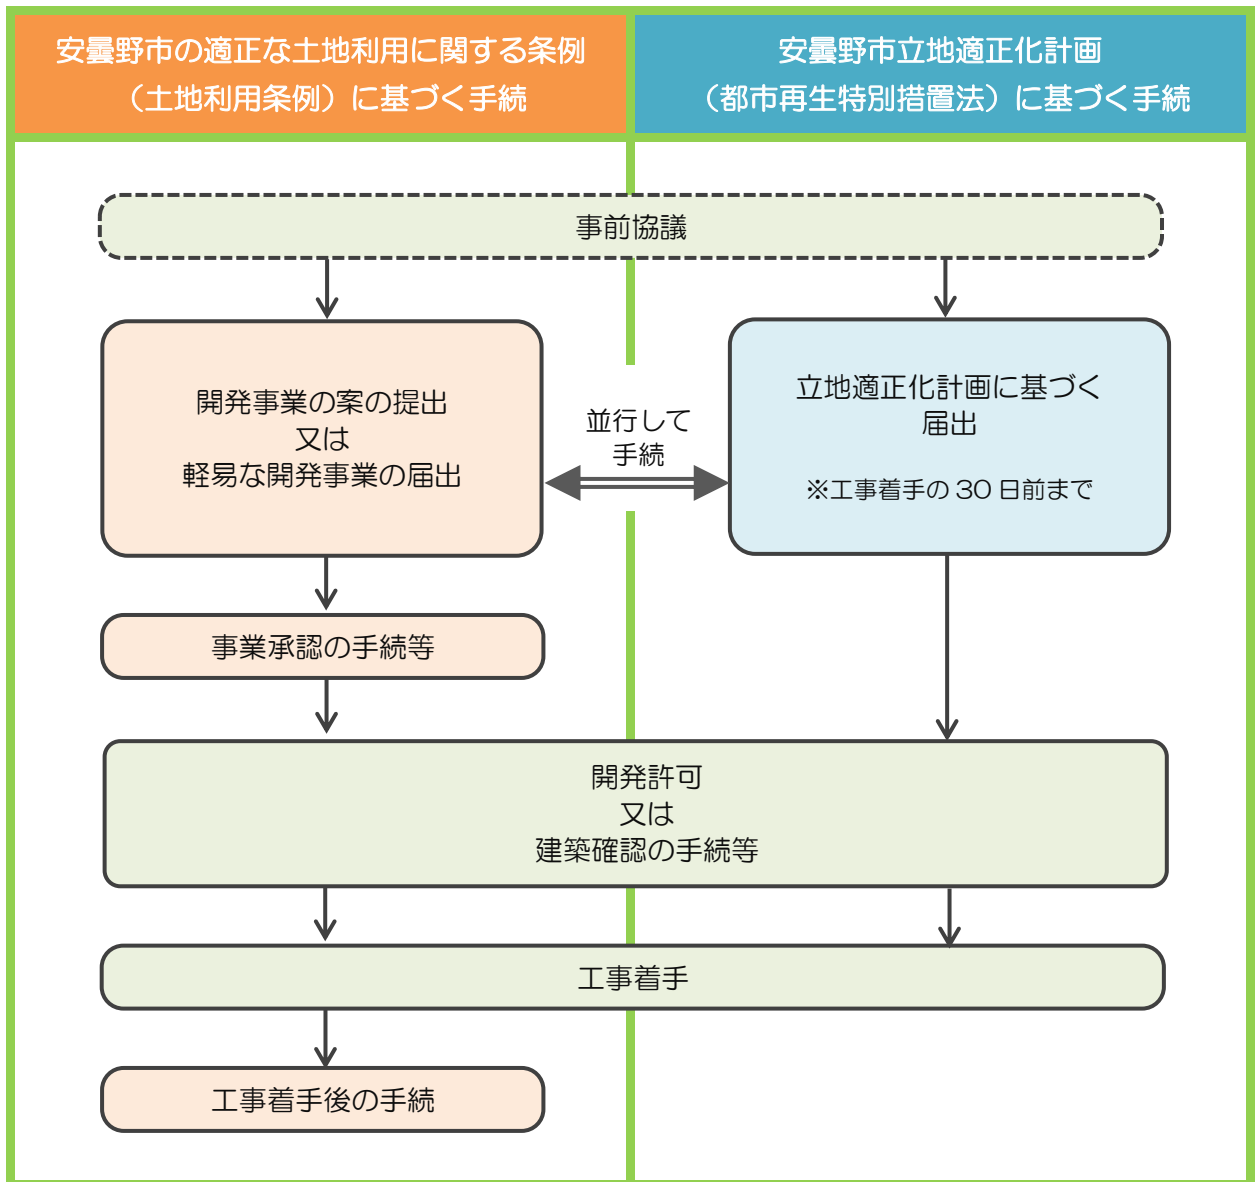 安曇野市の適正な土地利用に関する条例
（土地利用条例）に基づく手続
安曇野市立地適正化計画
（都市再生特別措置法）に基づく手続
事前協議
開発事業の案の提出
又は
軽易な開発事業の届出
並行して
手続
立地適正化計画に基づく
届出
※工事着手の 30 日前まで
事業承認の手続等
開発許可
又は
建築確認の手続等
工事着手
工事着手後の手続